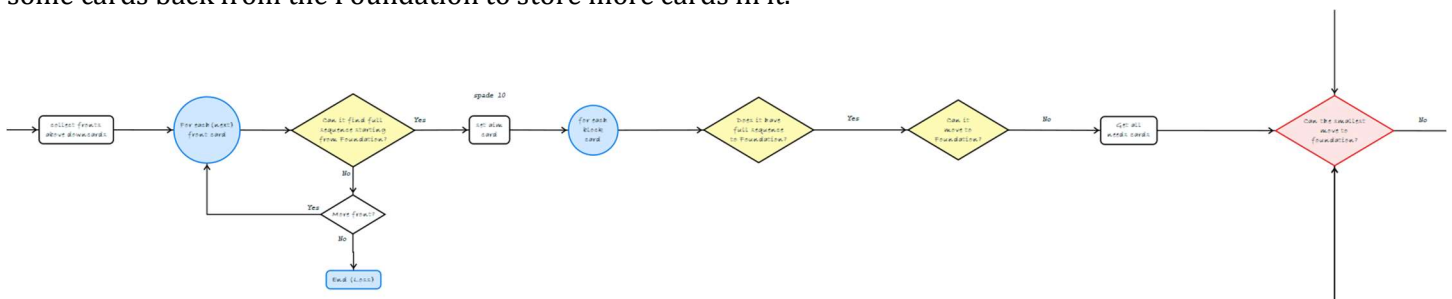 some cards back from the Foundation to store more cards in it.
collect fronts
above downcards
For each (next)
front card
Can it find full
sequence starting
from Foundation?
Yes
No
More front?
Yes
No
End (Loss)
spade 10
set aim
card
for each
block
card
Does it have
full sequence
to Foundation?
Yes
Can it
move to
Foundation?
No
Get all
needs cards
Can the smallest
move to
foundation?
No